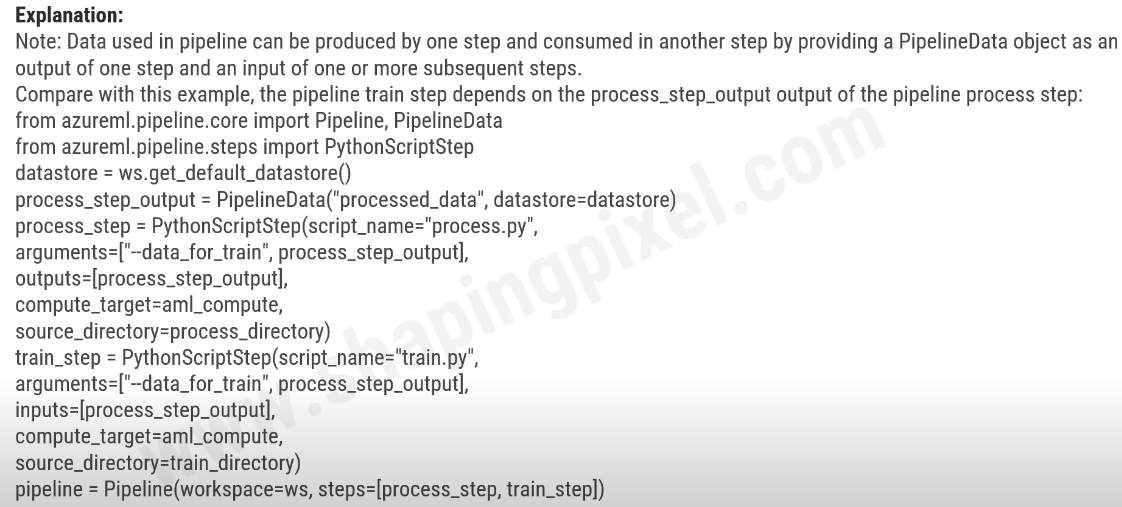 Explanation:
Note: Data used in pipeline can be produced by one step and consumed in another step by providing a PipelineData object as an
output of one step and an input of one or more subsequent steps.
Compare with this example, the pipeline train step depends on the process_step_output output of the pipeline process step:
from azureml.pipeline.core import Pipeline, PipelineData
from azureml.pipeline.steps import PythonScriptStep
datastore = ws.get_default_datastore()
process_step_output = PipelineData("processed_data", datastore=datastore)
process_step = PythonScriptStep(script_name="process.py",
arguments=["--data_for_train", process_step_output],
outputs=[process_step_output],
compute_target=aml_compute,
source_directory=process_directory)
train_step = PythonScriptStep(script_name="train.py",
arguments=["--data_for_train", process_step_output],
inputs=[process_step_output],
compute_target=aml_compute,
source_directory=train_directory)
pipeline = Pipeline(workspace=ws, steps=[process_step, train_step])
www.shapingpixel.com